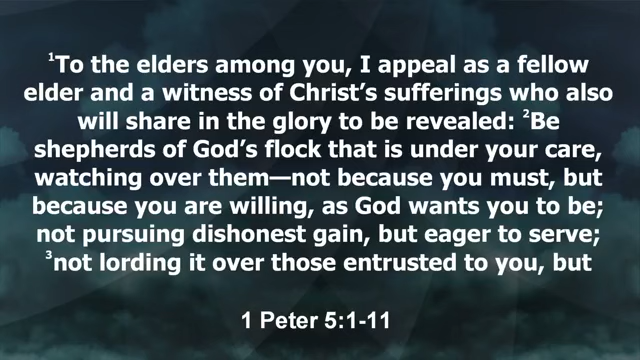 ¹To the elders among you, I appeal as a fellow
elder and a witness of Christ’s sufferings who also
will share in the glory to be revealed: ²Be
shepherds of God’s flock that is under your care,
watching over them—not because you must, but
because you are willing, as God wants you to be;
not pursuing dishonest gain, but eager to serve;
³not lording it over those entrusted to you, but
1 Peter 5:1-11